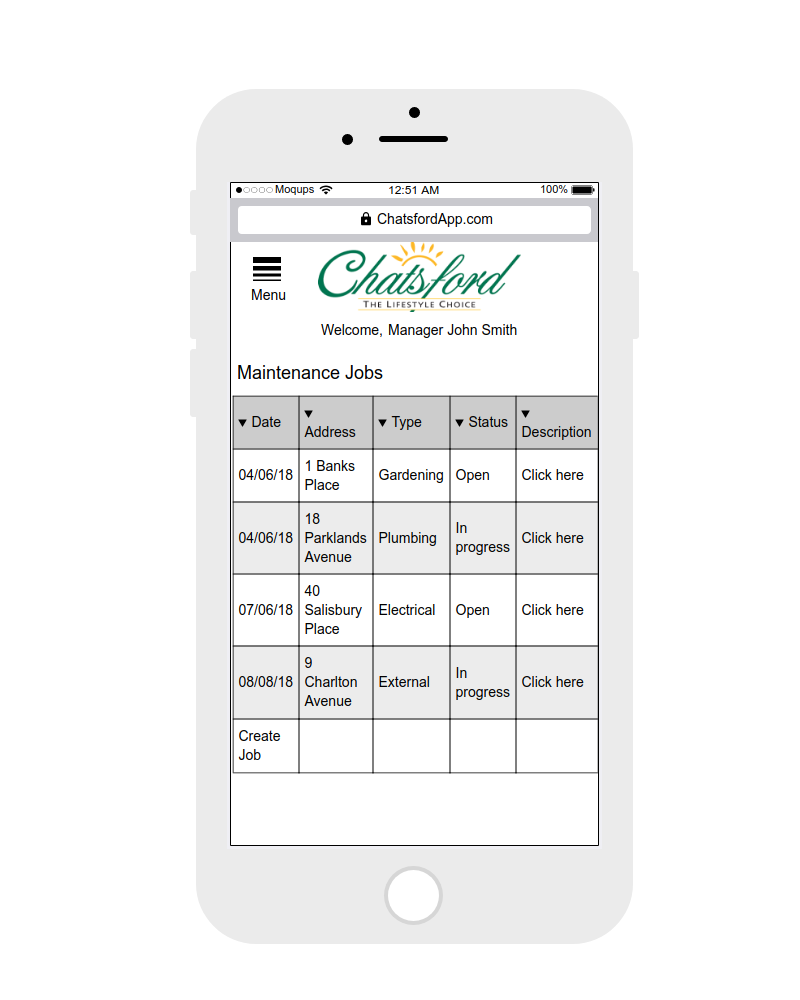 Moqups 12:51 AM 100%
ChatsfordApp.com
Menu
Chatsford
THE LIFESTYLE CHOICE
Welcome, Manager John Smith
Maintenance Jobs
▼ Date ▼ Address ▼ Type ▼ Status ▼ Description
04/06/18 1 Banks Place Gardening Open Click here
04/06/18 18 Parklands Avenue Plumbing In progress Click here
07/06/18 40 Salisbury Place Electrical Open Click here
08/08/18 9 Charlton Avenue External In progress Click here
Create Job